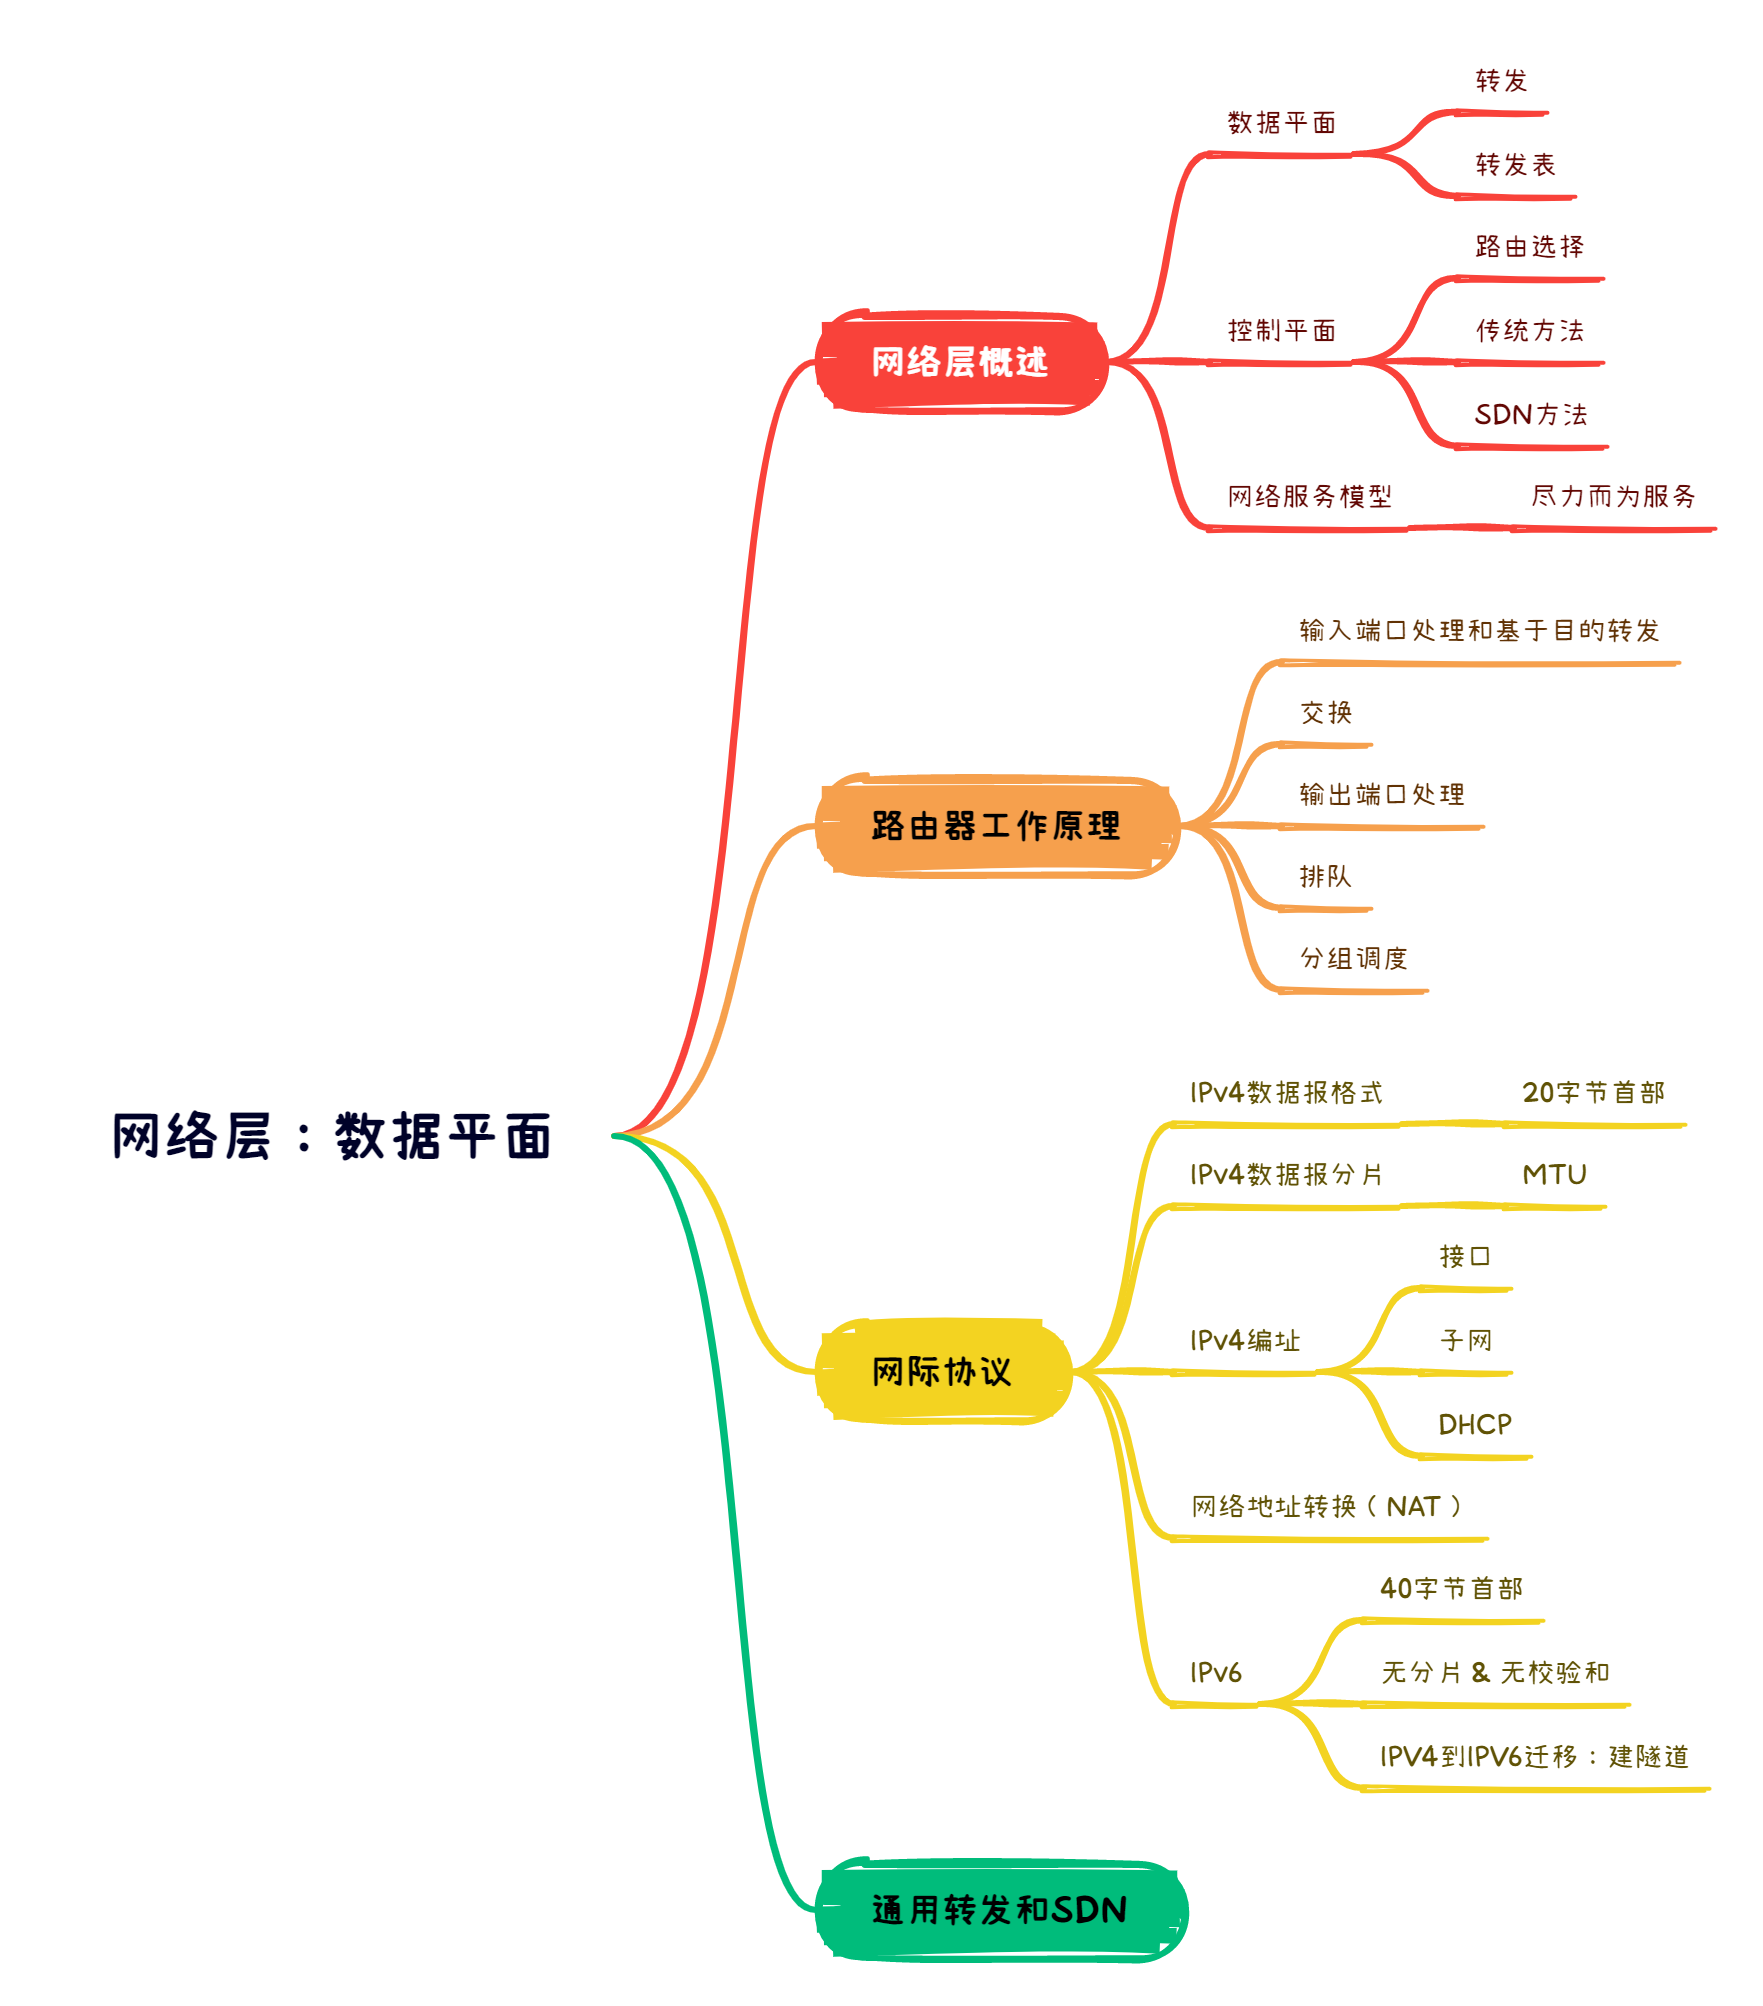 网络层：数据平面
网络层概述
数据平面
转发
转发表
控制平面
路由选择
传统方法
SDN方法
网络服务模型
尽力而为服务
路由器工作原理
输入端口处理和基于目的转发
交换
输出端口处理
排队
分组调度
网际协议
IPv4数据报格式
20字节首部
IPv4数据报分片
MTU
IPv4编址
接口
子网
DHCP
网络地址转换（NAT）
IPv6
40字节首部
无分片 & 无校验和
IPV4到IPV6迁移：建隧道
通用转发和SDN